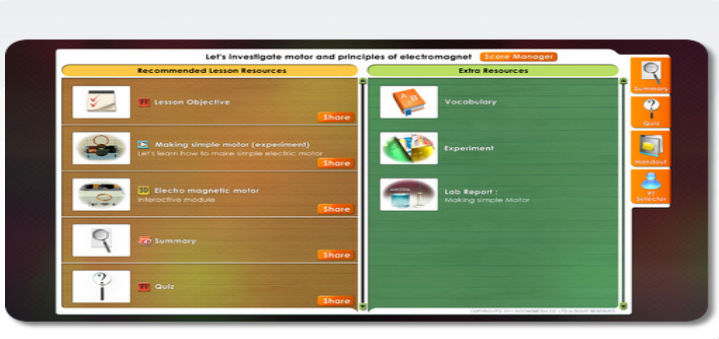 Let's investigate motor and principles of electromagnet
Score Manager
Recommended Lesson Resources
Lesson Objective
Share
Making simple motor (experiment)
Let's learn how to make simple electric motor
Share
3D Electro magnetic motor
Interactive module
Share
Summary
Share
Quiz
Share
Extra Resources
Vocabulary
Experiment
Lab Report :
Making simple Motor
Summary
Quiz
Handout
Selector